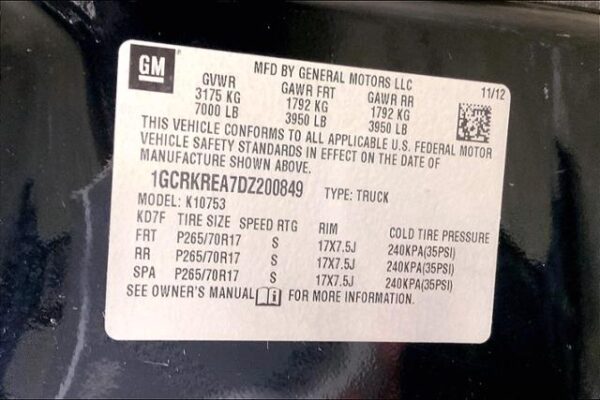 GM
MFD BY GENERAL MOTORS LLC
11/12
GVWR GAWR FRT GAWR RR
3175 KG 1792 KG 1792 KG
7000 LB 3950 LB 3950 LB
THIS VEHICLE CONFORMS TO ALL APPLICABLE U.S. FEDERAL MOTOR
VEHICLE SAFETY STANDARDS IN EFFECT ON THE DATE OF
MANUFACTURE SHOWN ABOVE.
1GCRKREA7DZ200849 TYPE: TRUCK
MODEL: K10753
KD7F TIRE SIZE SPEED RTG RIM COLD TIRE PRESSURE
FRT P265/70R17 S 17X7.5J 240KPA(35PSI)
RR P265/70R17 S 17X7.5J 240KPA(35PSI)
SPA P265/70R17 S 17X7.5J 240KPA(35PSI)
SEE OWNER'S MANUAL FOR MORE INFORMATION.